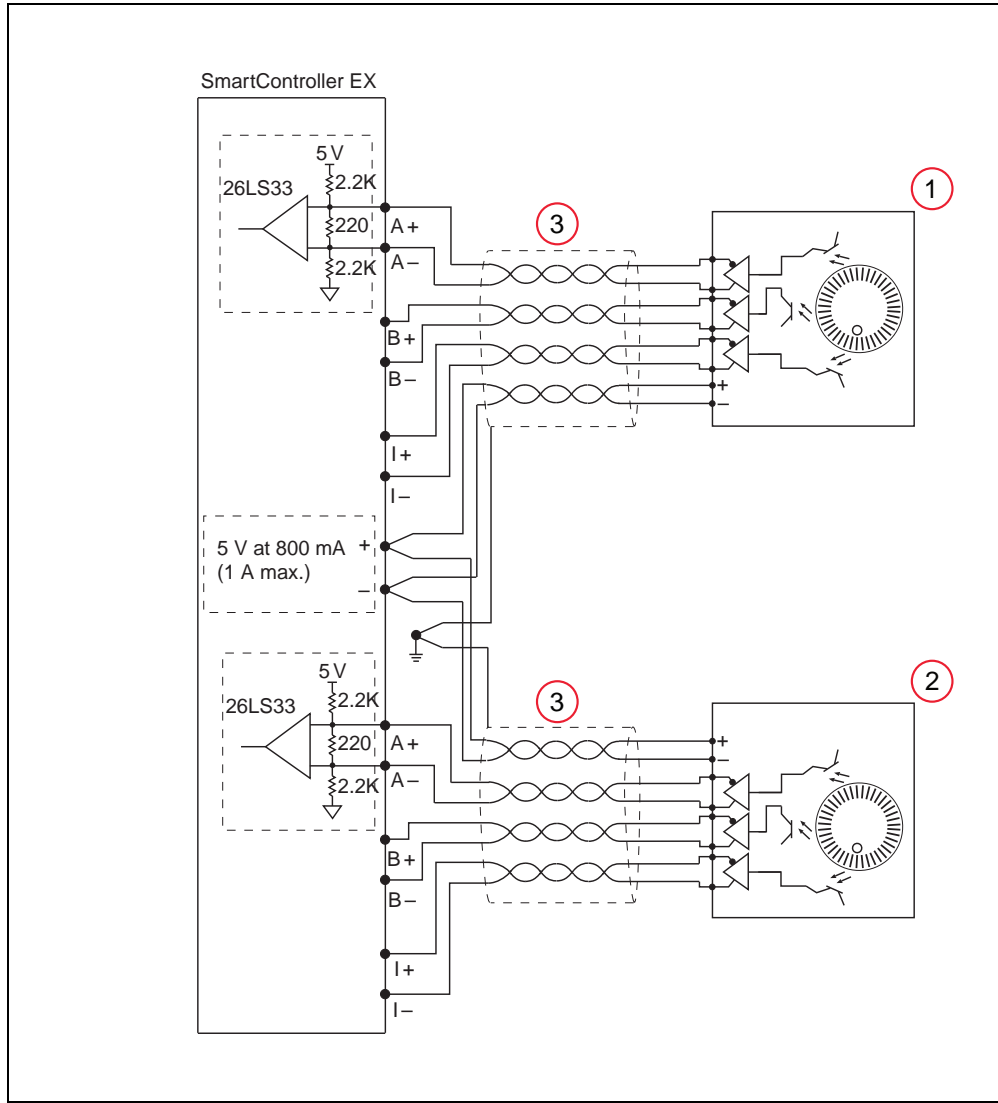 SmartController EX
5 V
26LS33
2.2K
220
2.2K
A+
A–
B+
B–
I+
I–
5 V at 800 mA
(1 A max.)
+
–
5 V
26LS33
2.2K
220
2.2K
A+
A–
B+
B–
I+
I–
3
1
+
–
3
2
+
–